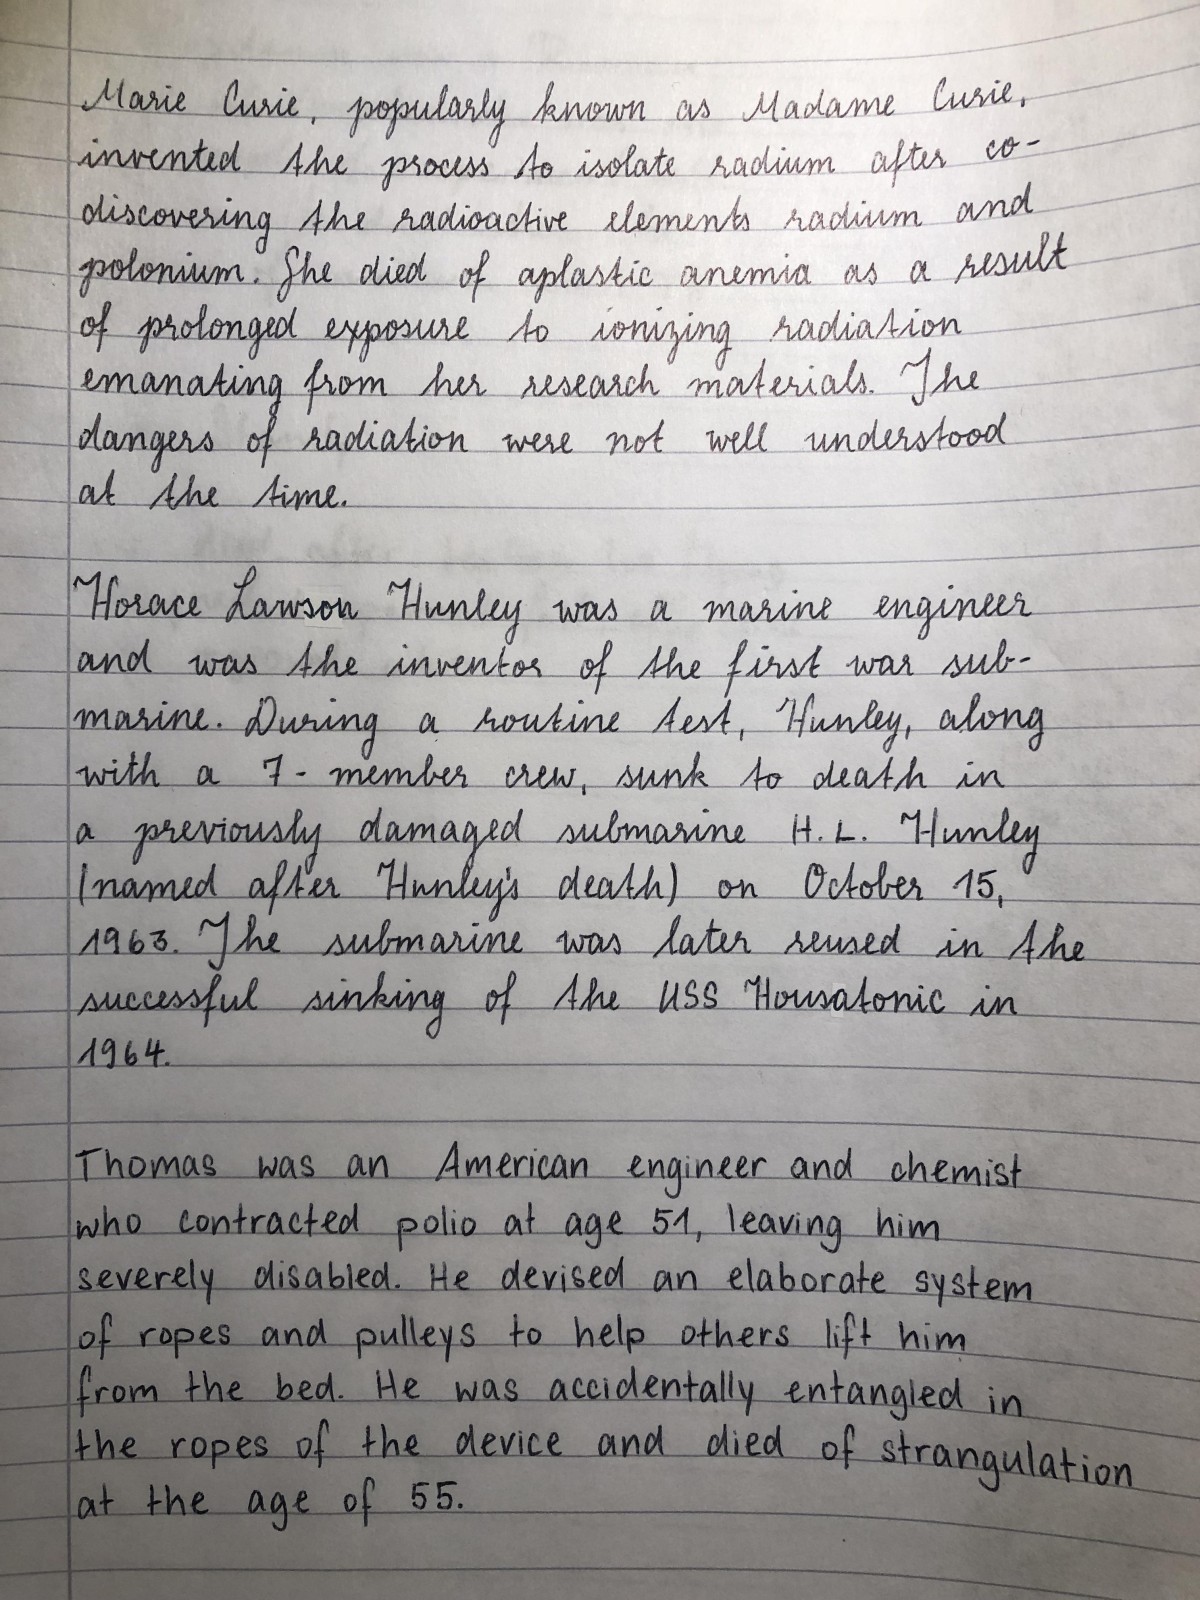 Marie Curie, popularly known as Madame Curie,
invented the process to isolate radium after co-
discovering the radioactive elements radium and
polonium. She died of aplastic anemia as a result
of prolonged exposure to ionizing radiation
emanating from her research materials. The
dangers of radiation were not well understood
at the time.
Horace Lawson Hunley was a marine engineer
and was the inventor of the first war sub-
marine. During a routine test, Hunley, along
with a 7-member crew, sunk to death in
a previously damaged submarine H.L. Hunley
(named after Hunley's death) on October 15,
1963. The submarine was later reused in the
successful sinking of the USS Housatonic in
1964.
Thomas was an American engineer and chemist
who contracted polio at age 51, leaving him
severely disabled. He devised an elaborate system
of ropes and pulleys to help others lift him
from the bed. He was accidentally entangled in
the ropes of the device and died of strangulation
at the age of 55.